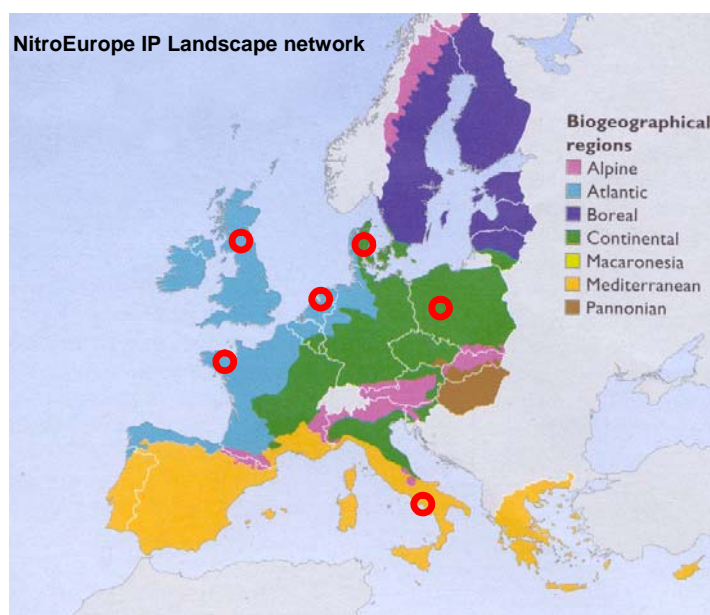 NitroEurope IP Landscape network
Biogeographical
regions
Alpine
Atlantic
Boreal
Continental
Macaronesia
Mediterranean
Pannonian